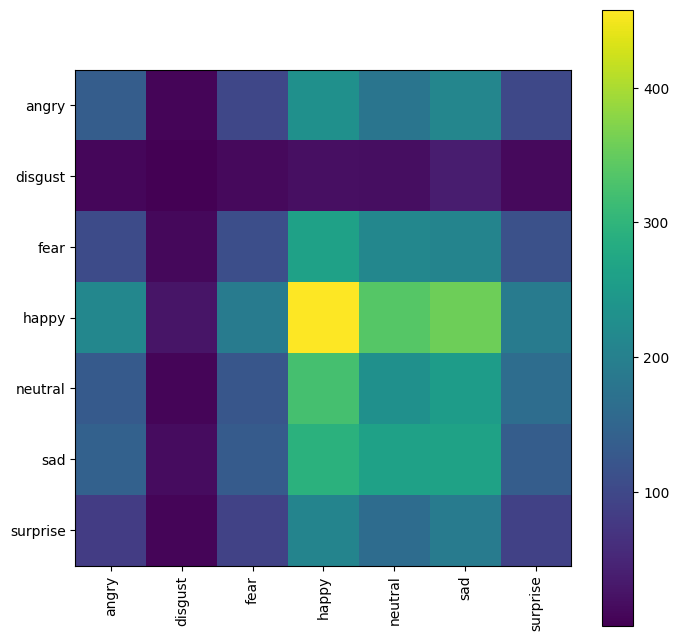 angry
disgust
fear
happy
neutral
sad
surprise
angry
disgust
fear
happy
neutral
sad
surprise
400
300
200
100